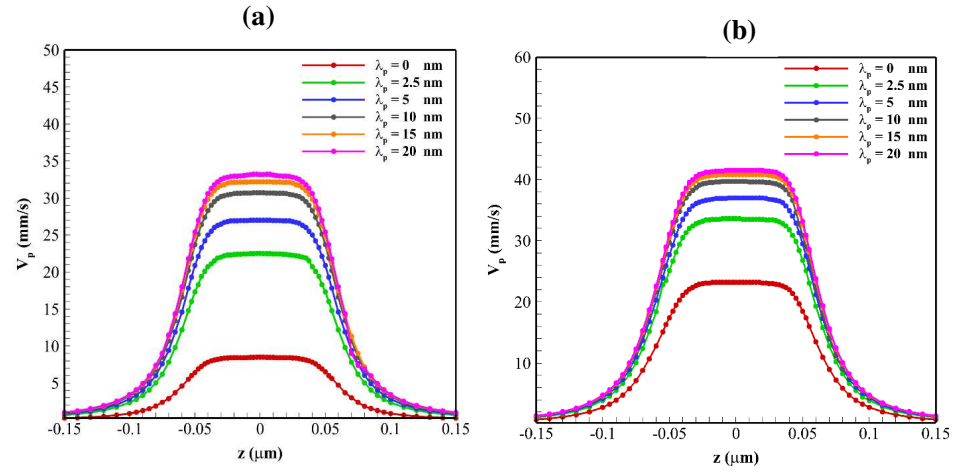 (a)
V_p (mm/s)
50
45
40
35
30
25
20
15
10
5
λ_p = 0 nm
λ_p = 2.5 nm
λ_p = 5 nm
λ_p = 10 nm
λ_p = 15 nm
λ_p = 20 nm
-0.15 -0.1 -0.05 0 0.05 0.1 0.15
z (μm)
(b)
V_p (mm/s)
60
50
40
30
20
10
λ_p = 0 nm
λ_p = 2.5 nm
λ_p = 5 nm
λ_p = 10 nm
λ_p = 15 nm
λ_p = 20 nm
-0.15 -0.1 -0.05 0 0.05 0.1 0.15
z (μm)